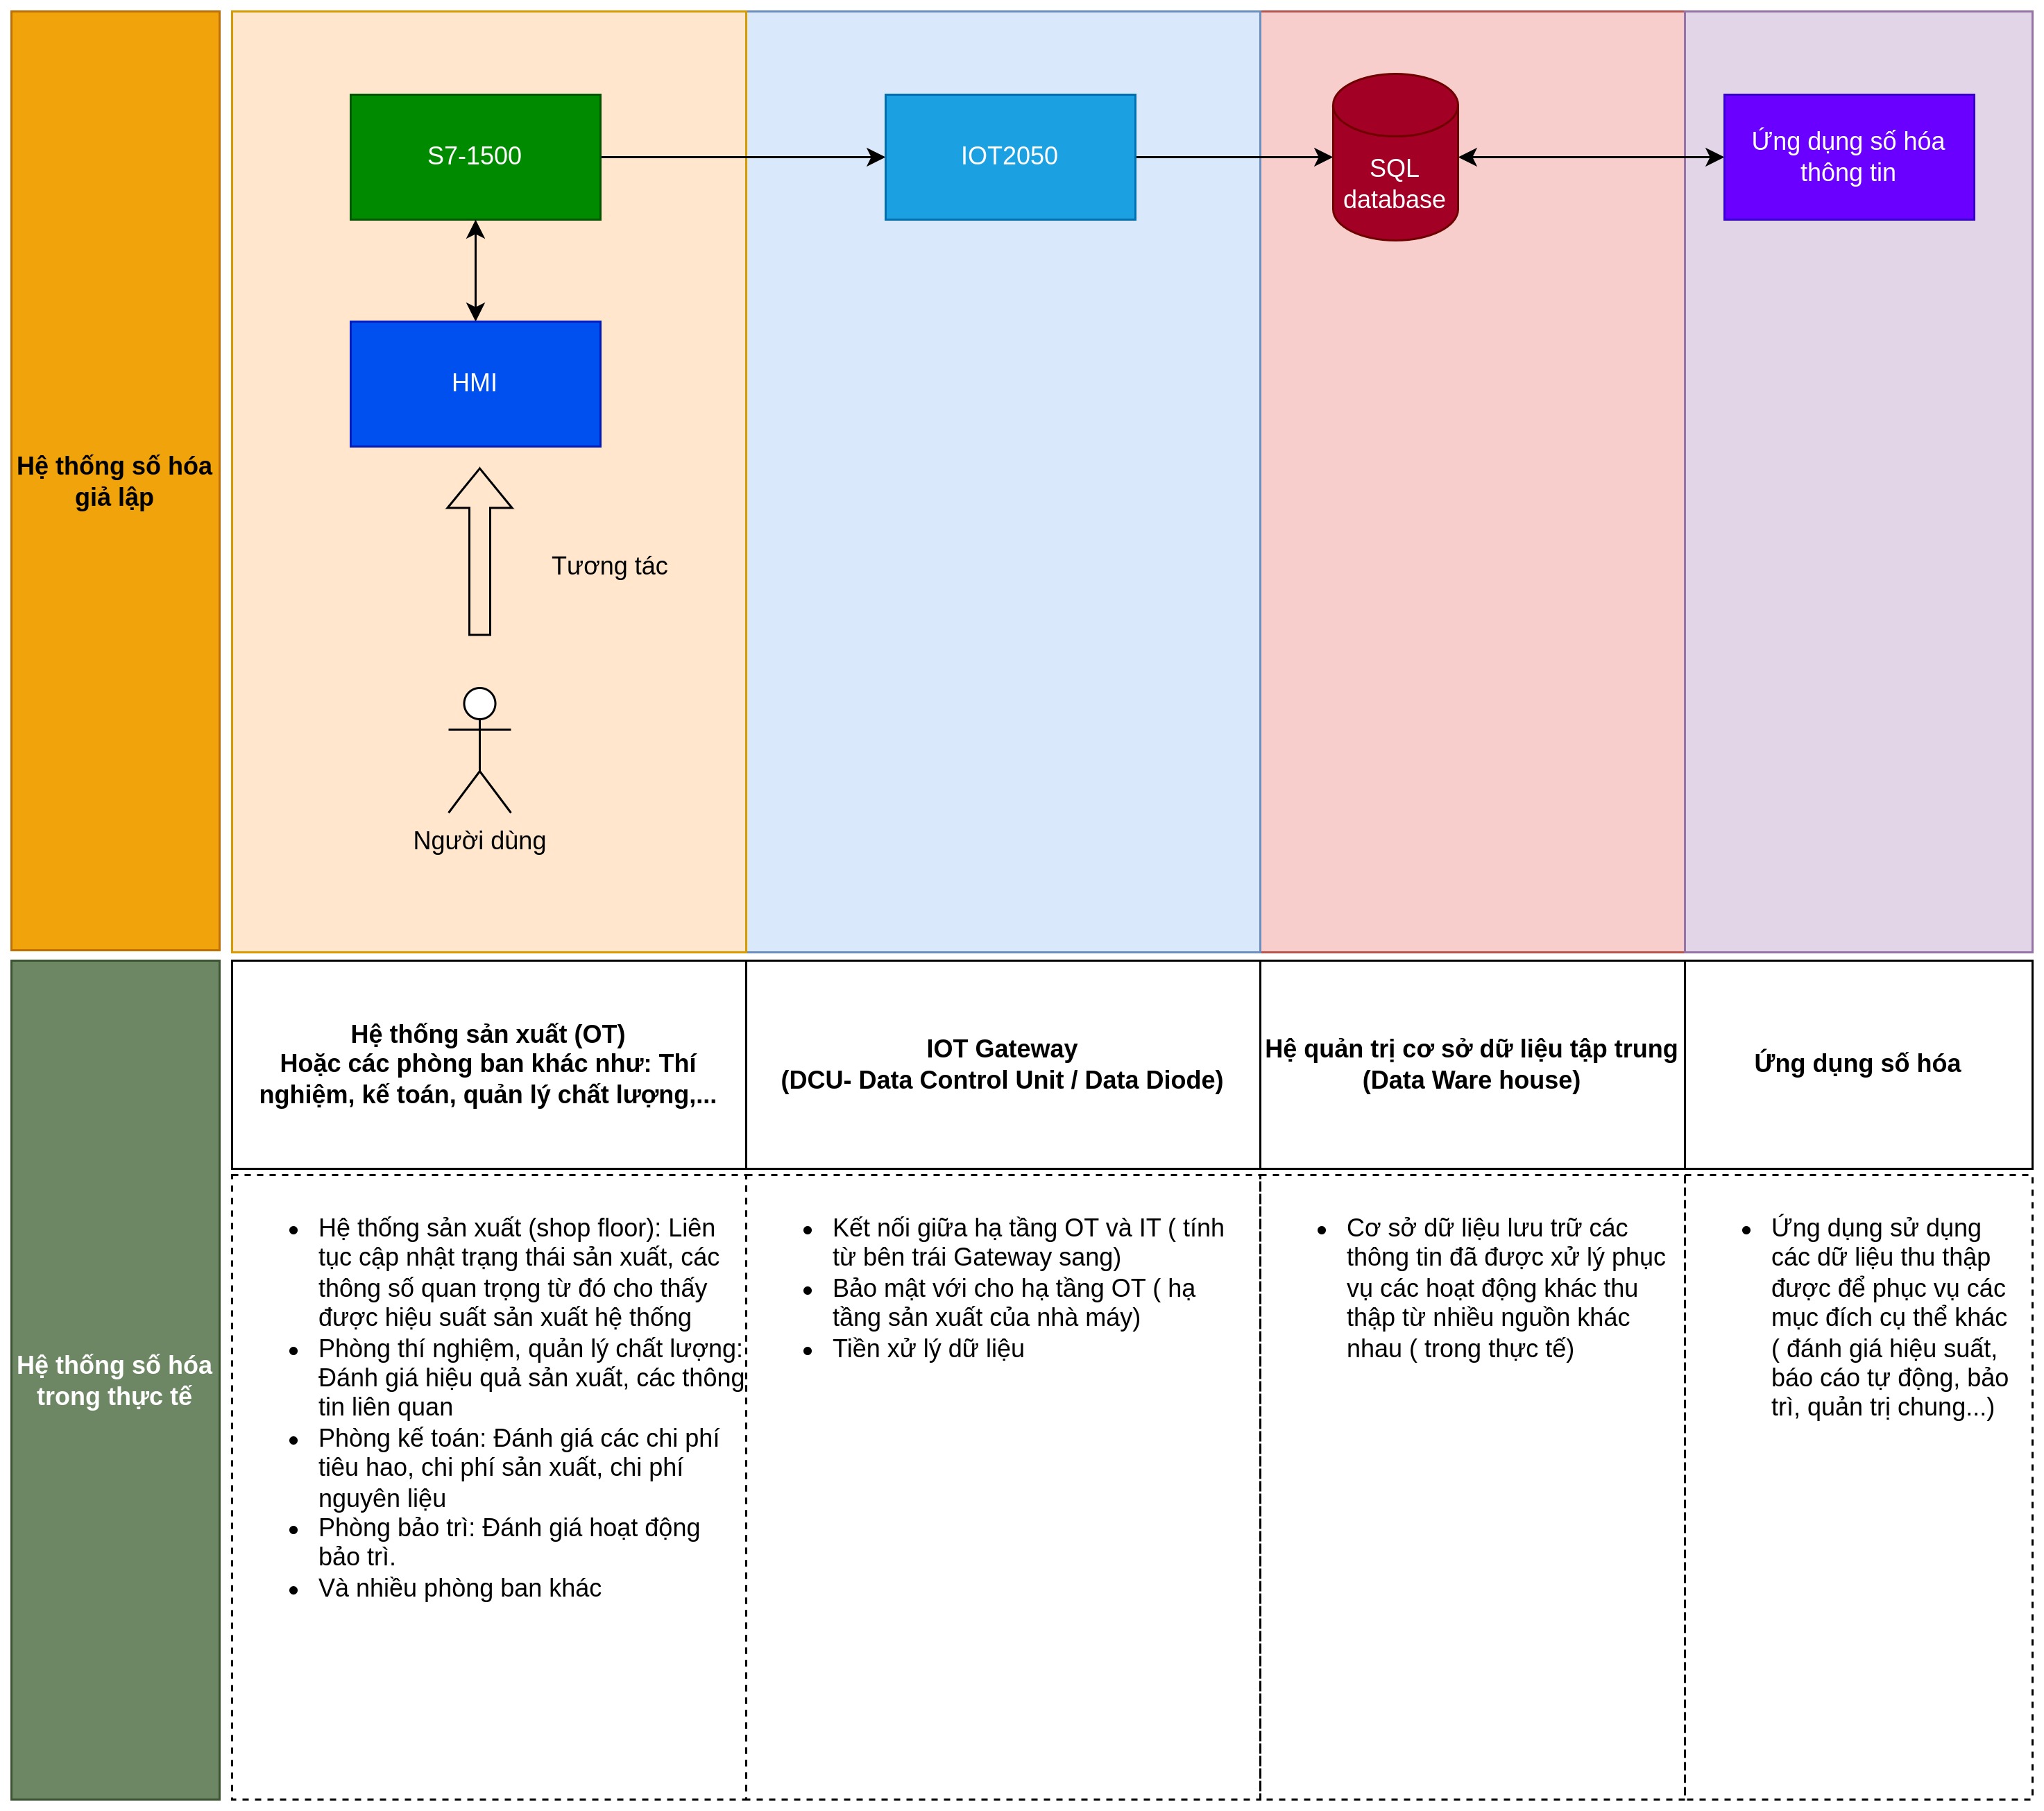 Hệ thống số hóa
giả lập
S7-1500
IOT2050
SQL
database
Ứng dụng số hóa
thông tin
HMI
Tương tác
Người dùng
Hệ thống số hóa
trong thực tế
Hệ thống sản xuất (OT)
Hoặc các phòng ban khác như: Thí
nghiệm, kế toán, quản lý chất lượng,...
IOT Gateway
(DCU- Data Control Unit / Data Diode)
Hệ quản trị cơ sở dữ liệu tập trung
(Data Ware house)
Ứng dụng số hóa
Hệ thống sản xuất (shop floor): Liên
tục cập nhật trạng thái sản xuất, các
thông số quan trọng từ đó cho thấy
được hiệu suất sản xuất hệ thống
Phòng thí nghiệm, quản lý chất lượng:
Đánh giá hiệu quả sản xuất, các thông
tin liên quan
Phòng kế toán: Đánh giá các chi phí
tiêu hao, chi phí sản xuất, chi phí
nguyên liệu
Phòng bảo trì: Đánh giá hoạt động
bảo trì.
Và nhiều phòng ban khác
Kết nối giữa hạ tầng OT và IT ( tính
từ bên trái Gateway sang)
Bảo mật với cho hạ tầng OT ( hạ
tầng sản xuất của nhà máy)
Tiền xử lý dữ liệu
Cơ sở dữ liệu lưu trữ các
thông tin đã được xử lý phục
vụ các hoạt động khác thu
thập từ nhiều nguồn khác
nhau ( trong thực tế)
Ứng dụng sử dụng
các dữ liệu thu thập
được để phục vụ các
mục đích cụ thể khác
( đánh giá hiệu suất,
báo cáo tự động, bảo
trì, quản trị chung...)